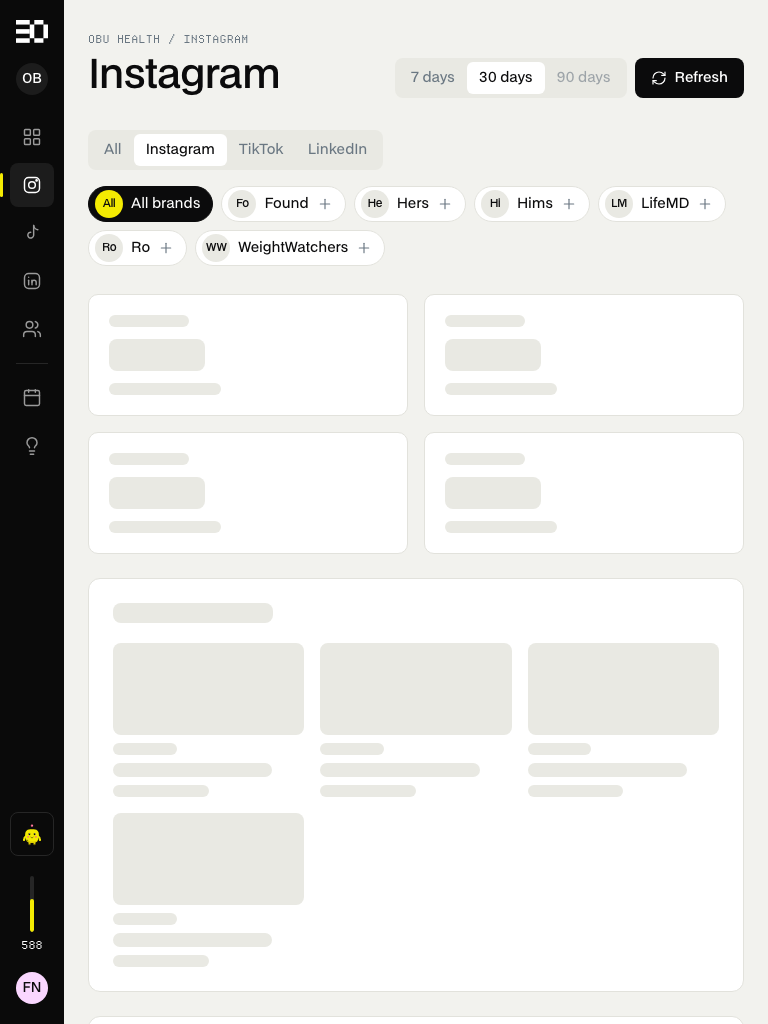 OBU HEALTH / INSTAGRAM
Instagram
7 days 30 days 90 days Refresh
OB
All Instagram TikTok LinkedIn
All All brands Fo Found He Hers Hi Hims LM LifeMD
Ro Ro WW WeightWatchers
588
FN